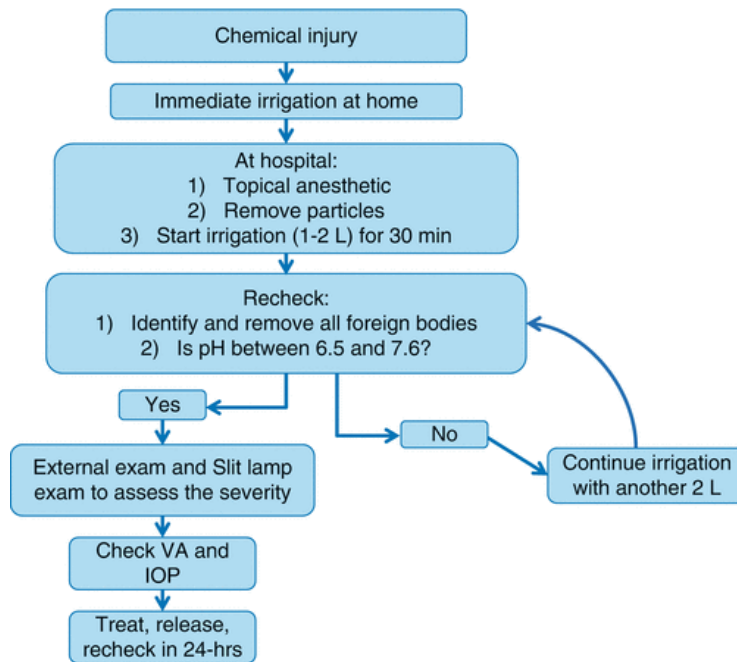 Chemical injury
Immediate irrigation at home
At hospital:
1) Topical anesthetic
2) Remove particles
3) Start irrigation (1-2 L) for 30 min
Recheck:
1) Identify and remove all foreign bodies
2) Is pH between 6.5 and 7.6?
Yes
No
External exam and Slit lamp
exam to assess the severity
Continue irrigation
with another 2 L
Check VA and
IOP
Treat, release,
recheck in 24-hrs